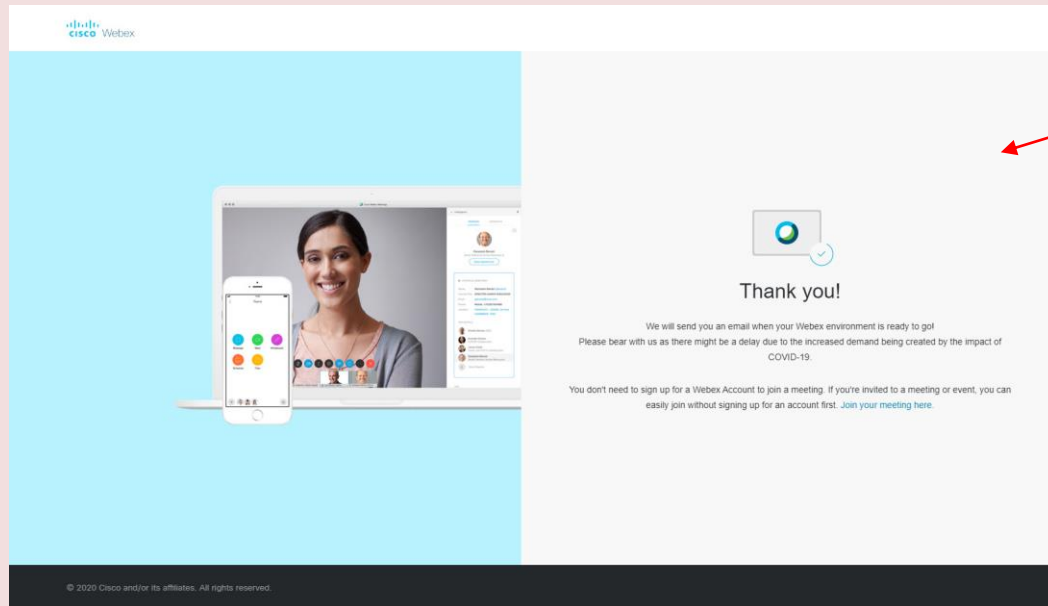 CISCO Webex
Thank you!
We will send you an email when your Webex environment is ready to go!
Please bear with us as there might be a delay due to the increased demand being created by the impact of
COVID-19.
You don't need to sign up for a Webex Account to join a meeting. If you're invited to a meeting or event, you can
easily join without signing up for an account first. Join your meeting here.
© 2020 Cisco and/or its affiliates. All rights reserved.